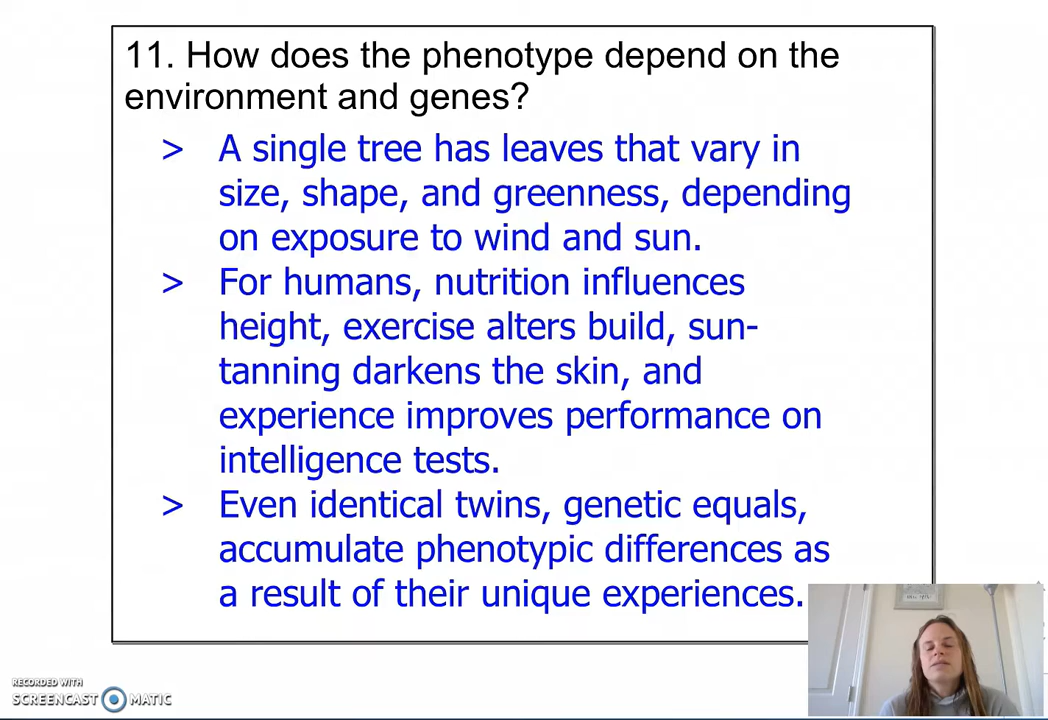 11. How does the phenotype depend on the
environment and genes?
> A single tree has leaves that vary in
size, shape, and greenness, depending
on exposure to wind and sun.
> For humans, nutrition influences
height, exercise alters build, sun-
tanning darkens the skin, and
experience improves performance on
intelligence tests.
> Even identical twins, genetic equals,
accumulate phenotypic differences as
a result of their unique experiences.
RECORDED WITH
SCREENCAST MATIC